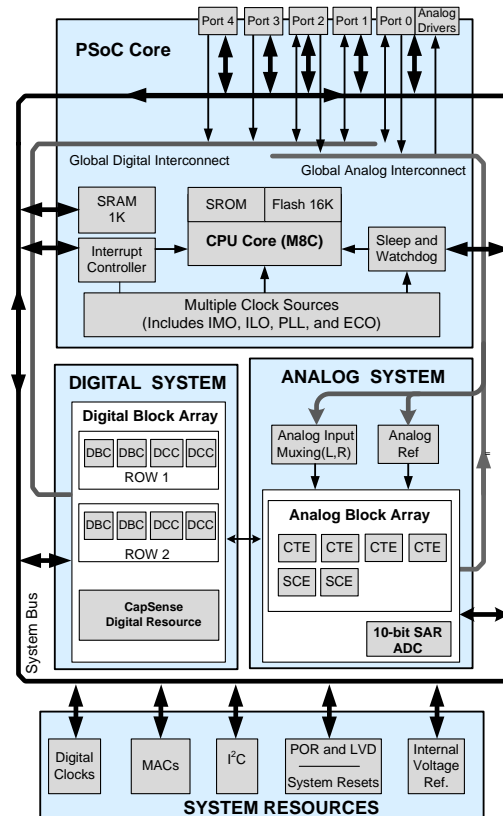 Port 4
Port 3
Port 2
Port 1
Port 0
Analog
Drivers
PSoC Core
Global Digital Interconnect
Global Analog Interconnect
SRAM
1K
SROM
Flash 16K
CPU Core (M8C)
Interrupt
Controller
Sleep and
Watchdog
Multiple Clock Sources
(Includes IMO, ILO, PLL, and ECO)
DIGITAL SYSTEM
Digital Block Array
DBC DBC DCC DCC
ROW 1
DBC DBC DCC DCC
ROW 2
CapSense
Digital Resource
ANALOG SYSTEM
Analog Input
Muxing(L,R)
Analog
Ref
Analog Block Array
CTE CTE CTE CTE
SCE SCE
10-bit SAR
ADC
System Bus
Digital
Clocks
MACs
I²C
POR and LVD
System Resets
Internal
Voltage
Ref.
SYSTEM RESOURCES